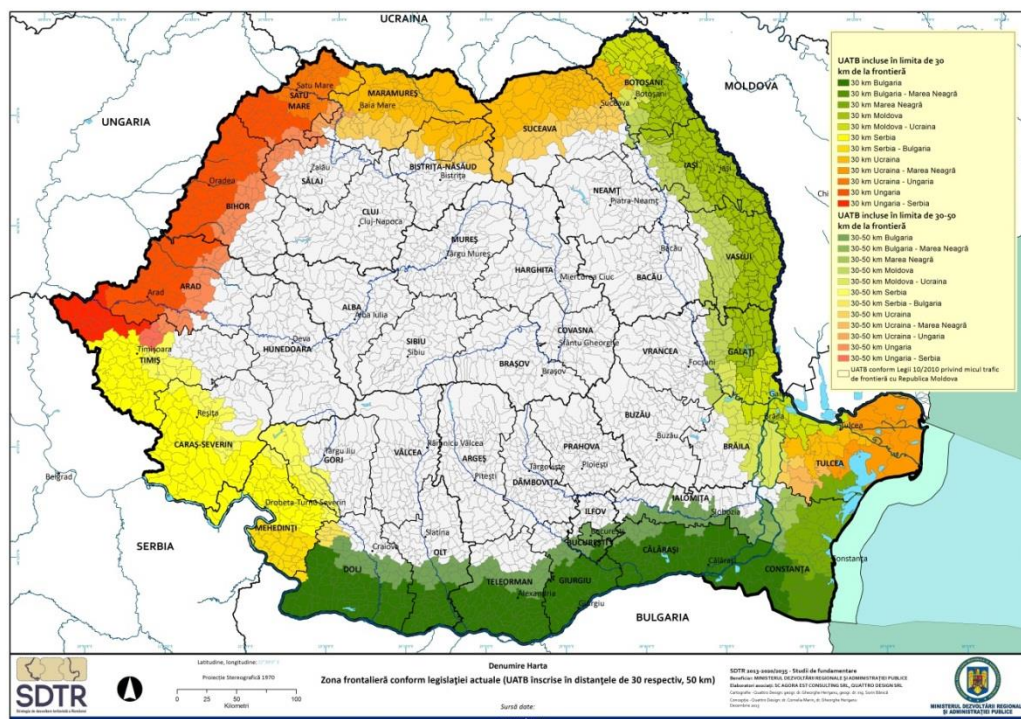 UCRAINA
MOLDOVA
UNGARIA
SERBIA
BULGARIA
Belgrad
Satu Mare
SATU
MARE
MARAMUREȘ
Baia Mare
BOTOȘANI
Botoșani
Suceava
SUCEAVA
BISTRIȚA-NĂSĂUD
Bistrița
Zalău
SĂLAJ
Oradea
BIHOR
CLUJ
Cluj-Napoca
NEAMȚ
Piatra-Neamț
IAȘI
Iași
MUREȘ
Târgu Mureș
HARGHITA
Miercurea Ciuc
Bacău
BACĂU
VASLUI
Arad
ARAD
ALBA
Alba Iulia
Deva
HUNEDOARA
SIBIU
Sibiu
COVASNA
Sfântu Gheorghe
BRAȘOV
Brașov
VRANCEA
Focșani
GALAȚI
Timișoara
TIMIȘ
Reșița
CARAȘ-SEVERIN
Târgu Jiu
GORJ
Râmnicu Vâlcea
VÂLCEA
ARGEȘ
Pitești
PRAHOVA
Ploiești
Târgoviște
DÂMBOVIȚA
BUZĂU
Buzău
BRĂILA
Brăila
Tulcea
TULCEA
Drobeta-Turnu Severin
MEHEDINȚI
Craiova
DOLJ
Slatina
OLT
TELEORMAN
Alexandria
ILFOV
BUCUREȘTI
București
GIURGIU
Giurgiu
IALOMIȚA
Slobozia
CĂLĂRAȘI
Călărași
CONSTANȚA
Constanța
UATB incluse în limita de 30
km de la frontieră
30 km Bulgaria
30 km Bulgaria - Marea Neagră
30 km Marea Neagră
30 km Moldova
30 km Moldova - Ucraina
30 km Serbia
30 km Serbia - Bulgaria
30 km Ucraina
30 km Ucraina - Marea Neagră
30 km Ucraina - Ungaria
30 km Ungaria
30 km Ungaria - Serbia
UATB incluse în limita de 30-50
km de la frontieră
30-50 km Bulgaria
30-50 km Bulgaria - Marea Neagră
30-50 km Marea Neagră
30-50 km Moldova
30-50 km Moldova - Ucraina
30-50 km Serbia
30-50 km Serbia - Bulgaria
30-50 km Ucraina
30-50 km Ucraina - Marea Neagră
30-50 km Ucraina - Ungaria
30-50 km Ungaria
30-50 km Ungaria - Serbia
UATB conform Legii 10/2010 privind micul trafic
de frontieră cu Republica Moldova
SDTR
Latitudine, longitudine:
Proiecție Stereografică 1970
0 25 50 100
Kilometri
Denumire Harta
Zona frontalieră conform legislației actuale (UATB înscrise în distanțele de 30 respectiv, 50 km)
Sursă date:
SDTR 2013-2020/2035 - Studii de fundamentare
Beneficiar: MINISTERUL DEZVOLTĂRII REGIONALE ȘI ADMINISTRAȚIEI PUBLICE
MINISTERUL DEZVOLTĂRII REGIONALE
ȘI ADMINISTRAȚIEI PUBLICE